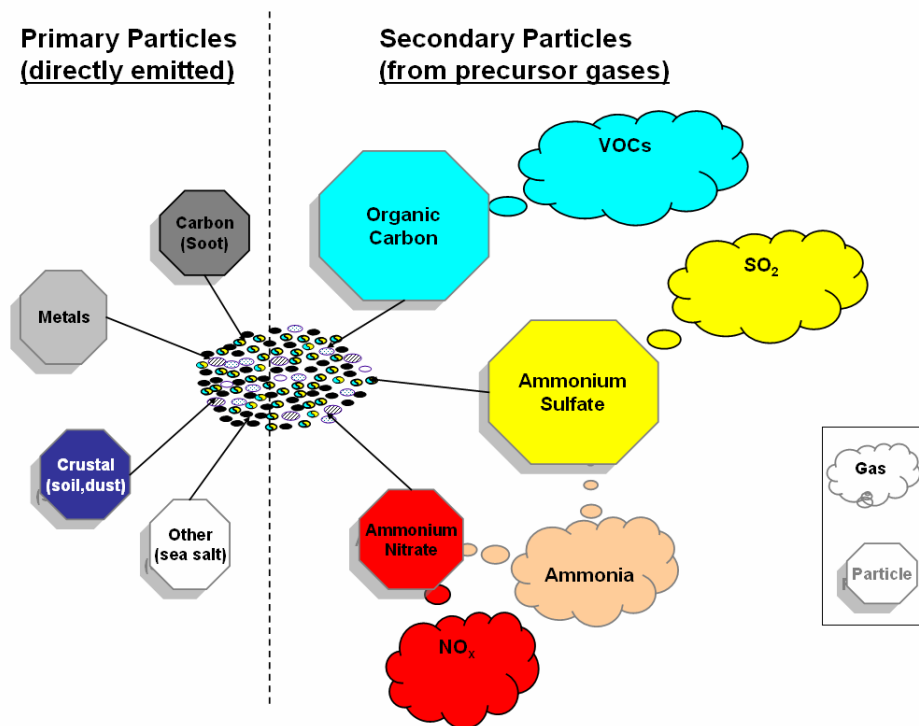 Primary Particles
(directly emitted)
Secondary Particles
(from precursor gases)
VOCs
Carbon
(Soot)
Organic
Carbon
SO₂
Metals
Ammonium
Sulfate
Crustal
(soil,dust)
Gas
Other
(sea salt)
Ammonium
Nitrate
Ammonia
Particle
NOₓ